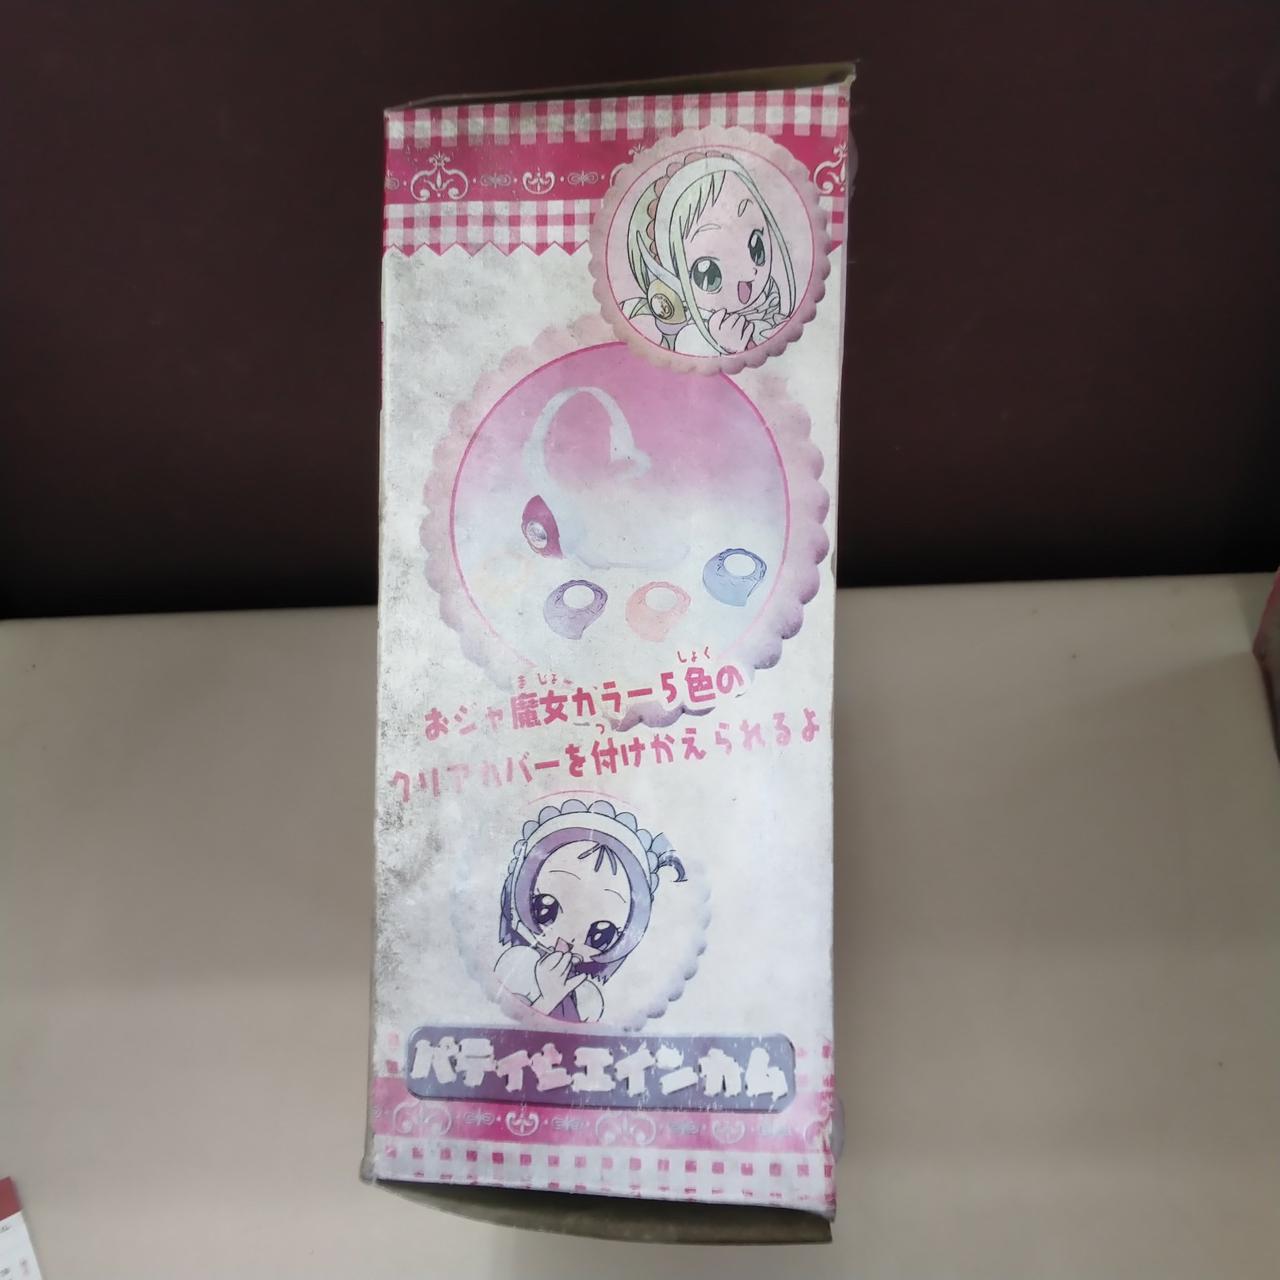 おジャ魔女カラー5色の
クリアカバーを付けかえられるよ
パティシエインカム